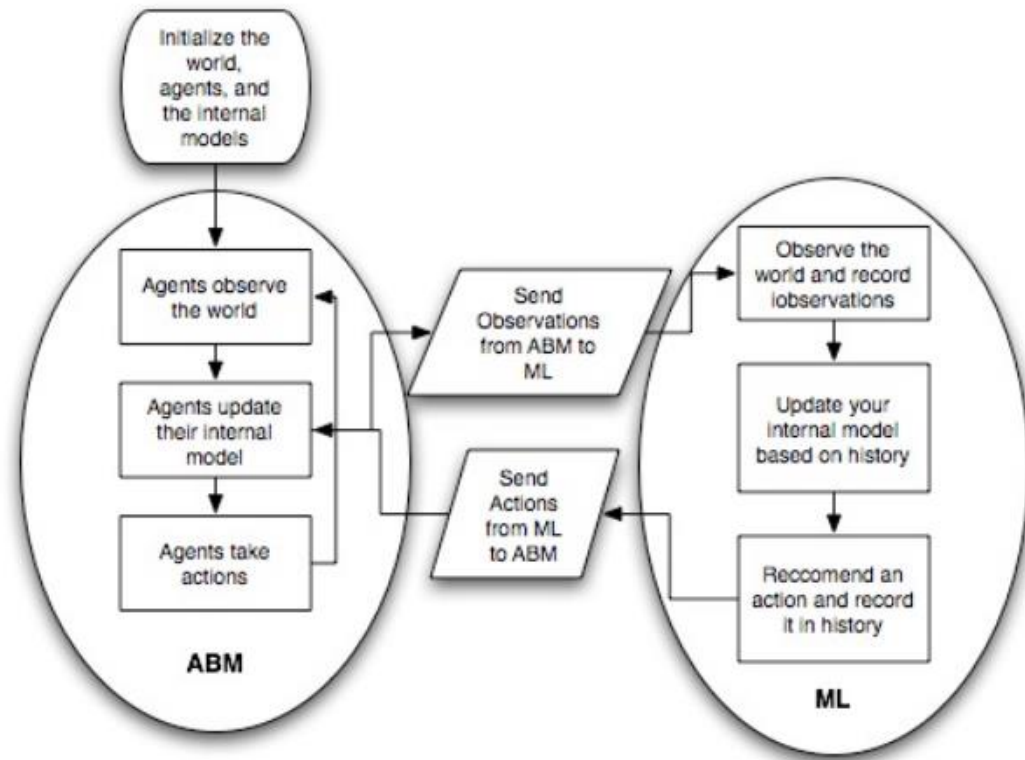 Initialize the
world,
agents, and
the internal
models
Agents observe
the world
Agents update
their internal
model
Agents take
actions
ABM
Send
Observations
from ABM to
ML
Send
Actions
from ML
to ABM
Observe the
world and record
iobservations
Update your
internal model
based on history
Reccomend an
action and record
it in history
ML